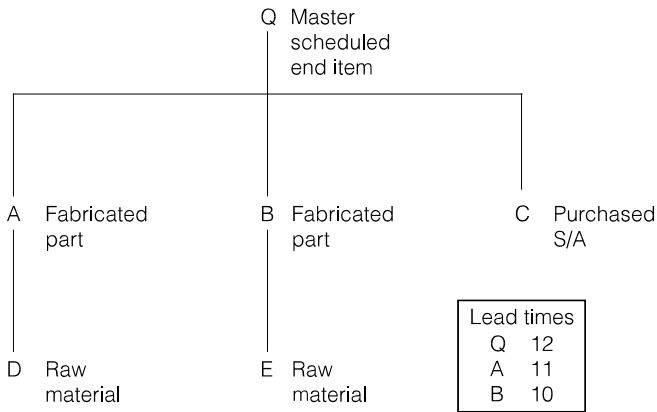 Q Master
scheduled
end item
A Fabricated
part
B Fabricated
part
C Purchased
S/A
D Raw
material
E Raw
material
Lead times
Q 12
A 11
B 10